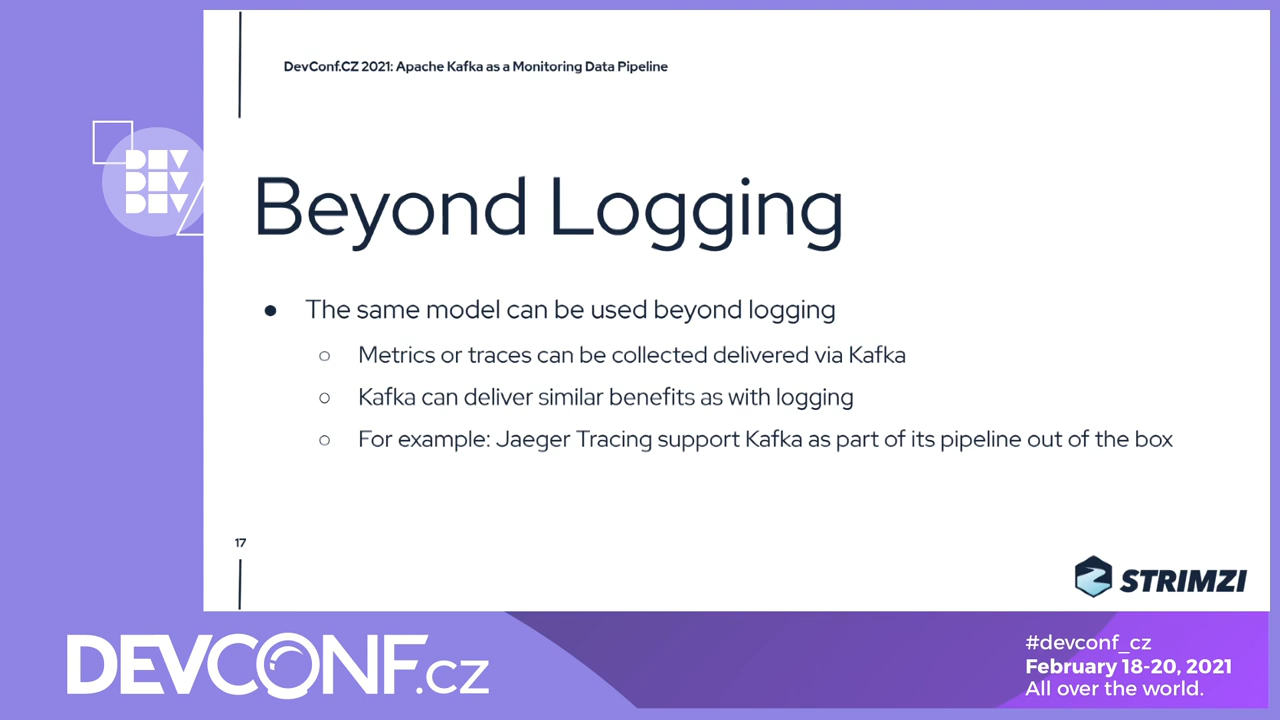 DevConf.CZ 2021: Apache Kafka as a Monitoring Data Pipeline
DEV
DEV
DEV
Beyond Logging
● The same model can be used beyond logging
○ Metrics or traces can be collected delivered via Kafka
○ Kafka can deliver similar benefits as with logging
○ For example: Jaeger Tracing support Kafka as part of its pipeline out of the box
17
STRIMZI
DEVCONF.cz
#devconf_cz
February 18-20, 2021
All over the world.